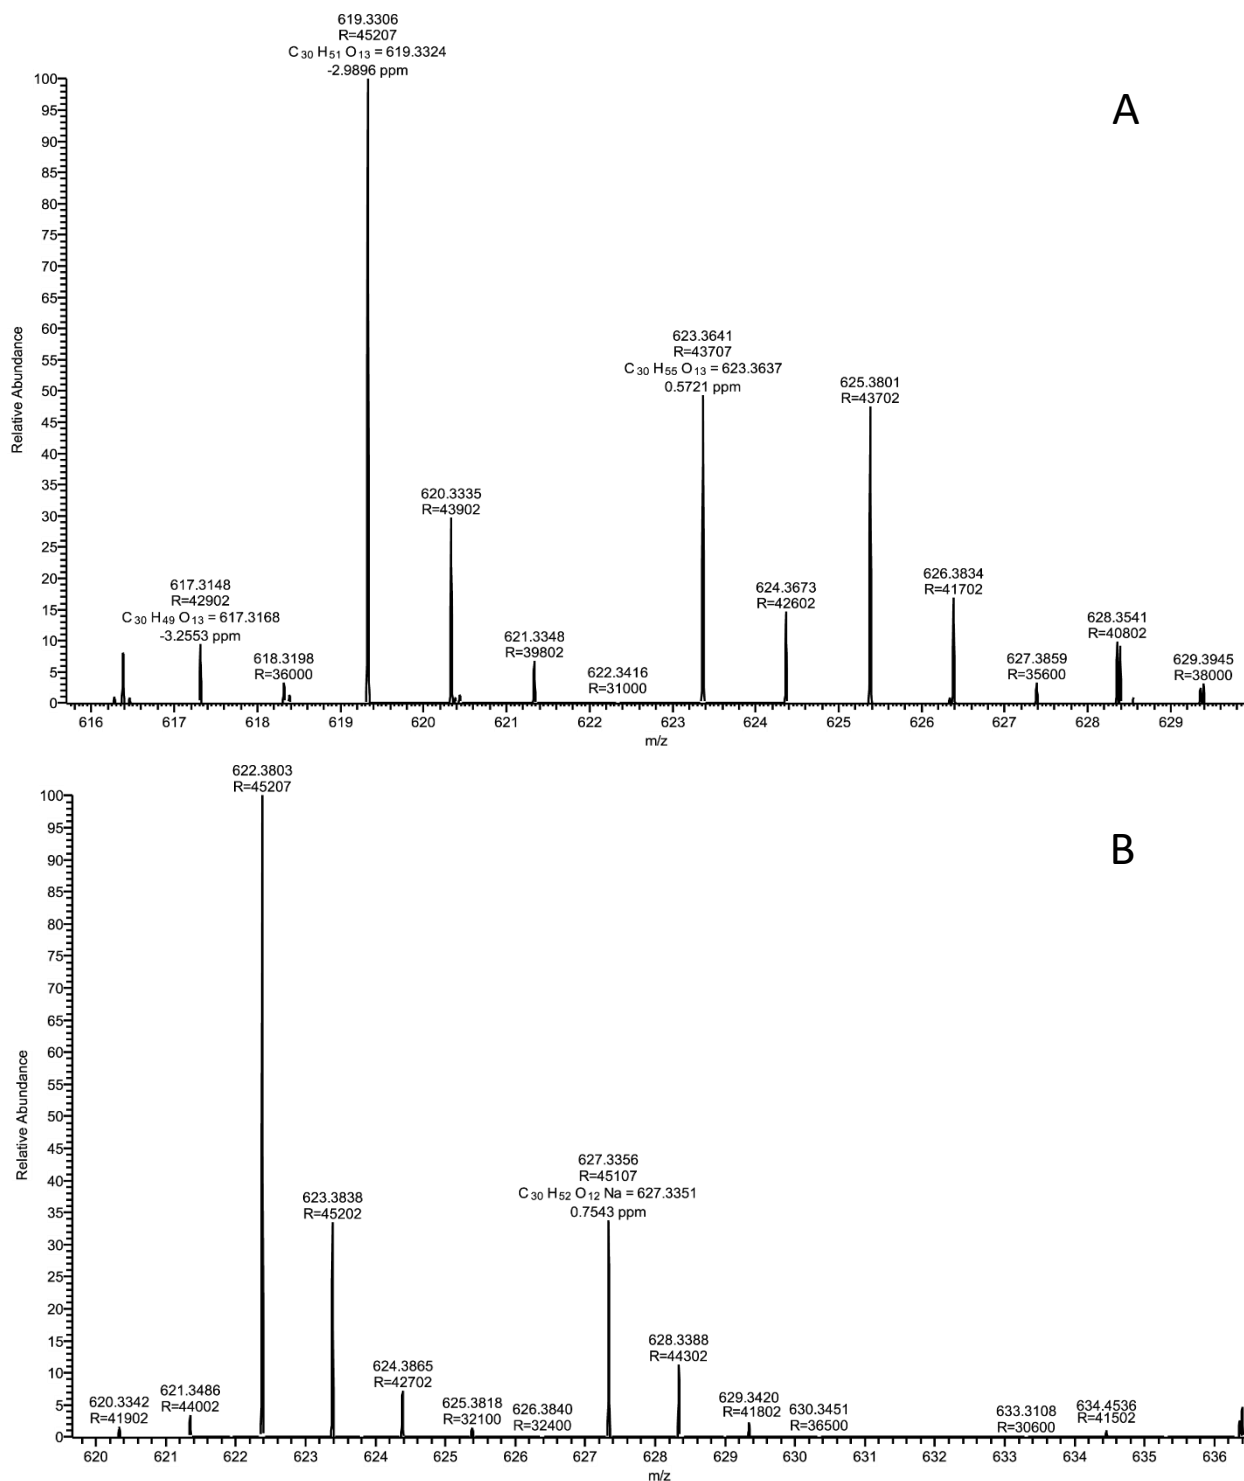 619.3306
R=45207
C30 H51 O13 = 619.3324
-2.9896 ppm
A
100
95
90
85
80
75
70
65
60
55
50
45
40
35
30
25
20
15
10
5
0
Relative Abundance
623.3641
R=43707
C30 H55 O13 = 623.3637
0.5721 ppm
625.3801
R=43702
620.3335
R=43902
617.3148
R=42902
C30 H49 O13 = 617.3168
-3.2553 ppm
618.3198
R=36000
621.3348
R=39802
622.3416
R=31000
624.3673
R=42602
626.3834
R=41702
627.3859
R=35600
628.3541
R=40802
629.3945
R=38000
616 617 618 619 620 621 622 623 624 625 626 627 628 629
m/z
622.3803
R=45207
B
100
95
90
85
80
75
70
65
60
55
50
45
40
35
30
25
20
15
10
5
0
Relative Abundance
627.3356
R=45107
C30 H52 O12 Na = 627.3351
0.7543 ppm
623.3838
R=45202
620.3342
R=41902
621.3486
R=44002
624.3865
R=42702
625.3818
R=32100
626.3840
R=32400
628.3388
R=44302
629.3420
R=41802
630.3451
R=36500
633.3108
R=30600
634.4536
R=41502
620 621 622 623 624 625 626 627 628 629 630 631 632 633 634 635 636
m/z